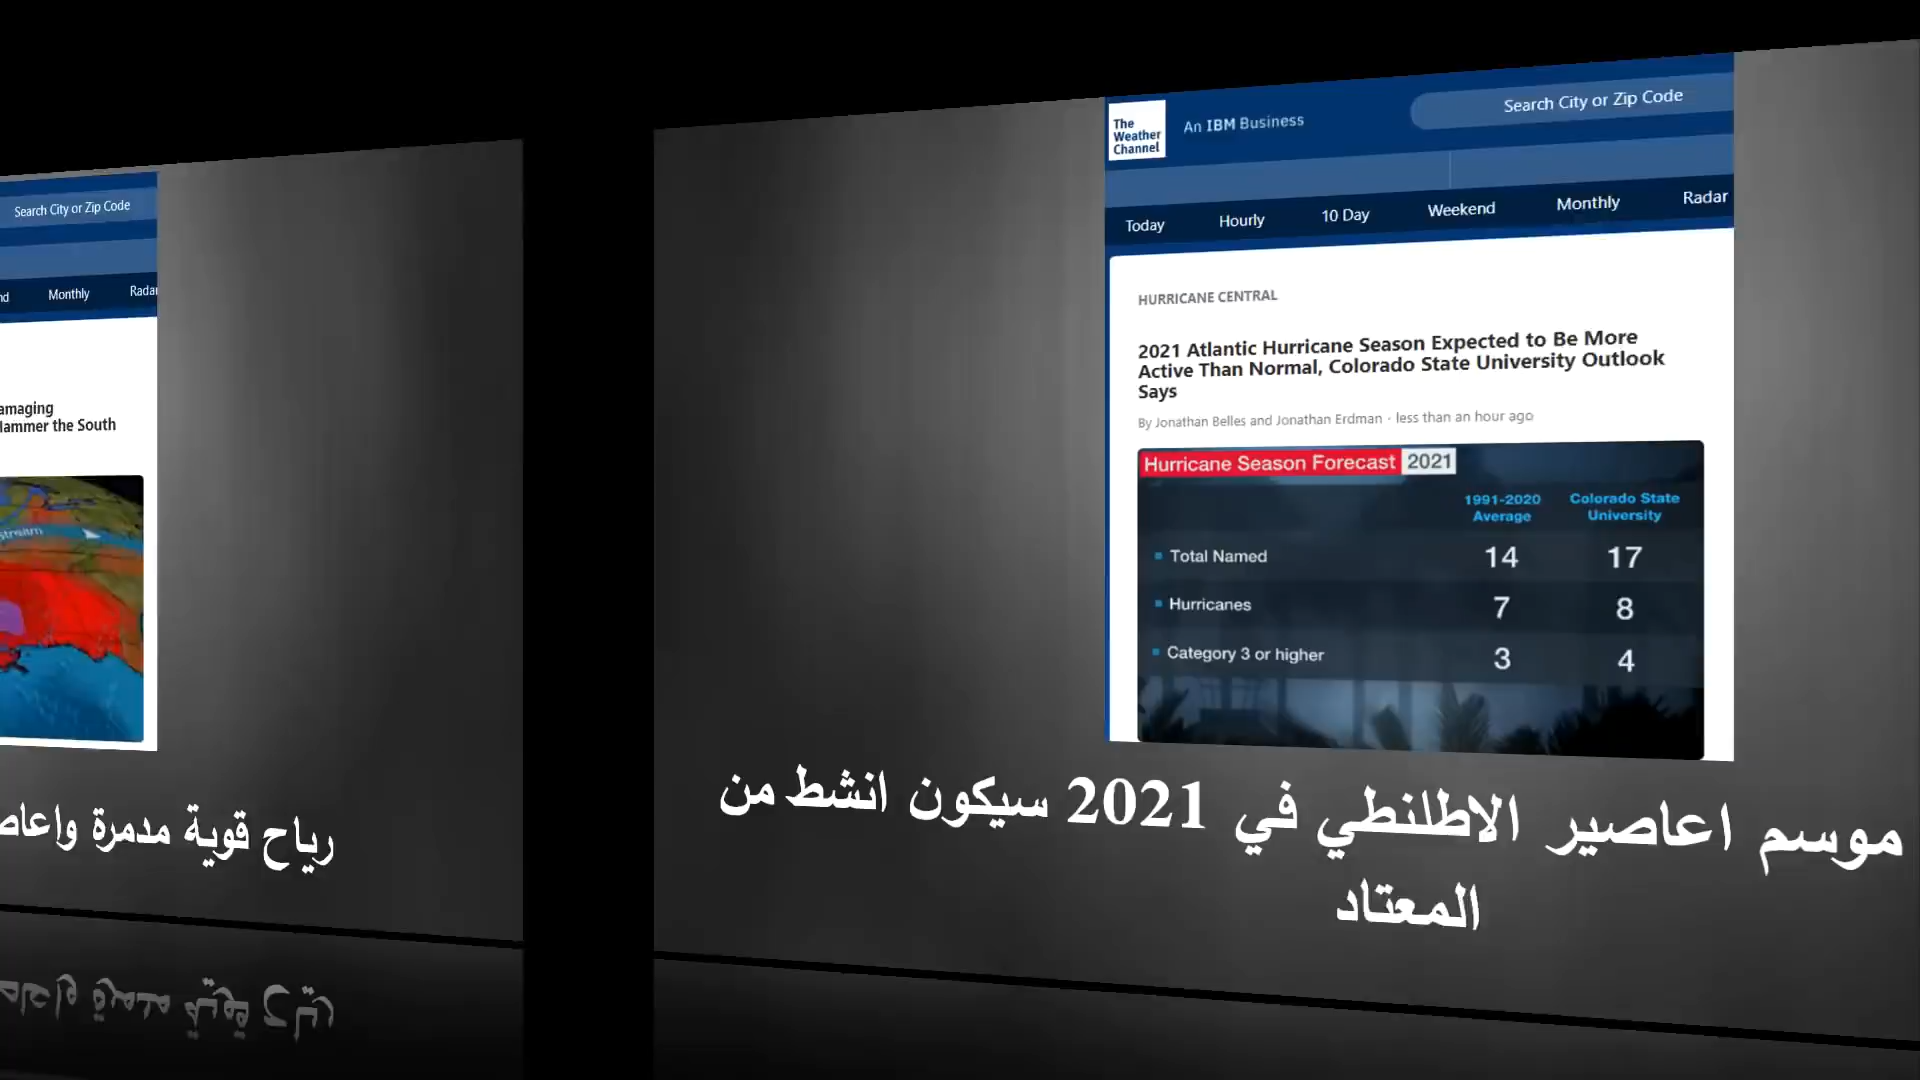 Search City or Zip Code
Monthly
lammer the South
رياح قوية مدمرة
The
Weather
Channel
An IBM Business
Search City or Zip Code
Today Hourly 10 Day Weekend Monthly Radar
HURRICANE CENTRAL
2021 Atlantic Hurricane Season Expected to Be More
Active Than Normal, Colorado State University Outlook
Says
By Jonathan Belles and Jonathan Erdman · less than an hour ago
Hurricane Season Forecast 2021
1991-2020 Colorado State
Average University
Total Named 14 17
Hurricanes 7 8
Category 3 or higher 3 4
موسم اعاصير الاطلنطي في 2021 سيكون انشط من
المعتاد